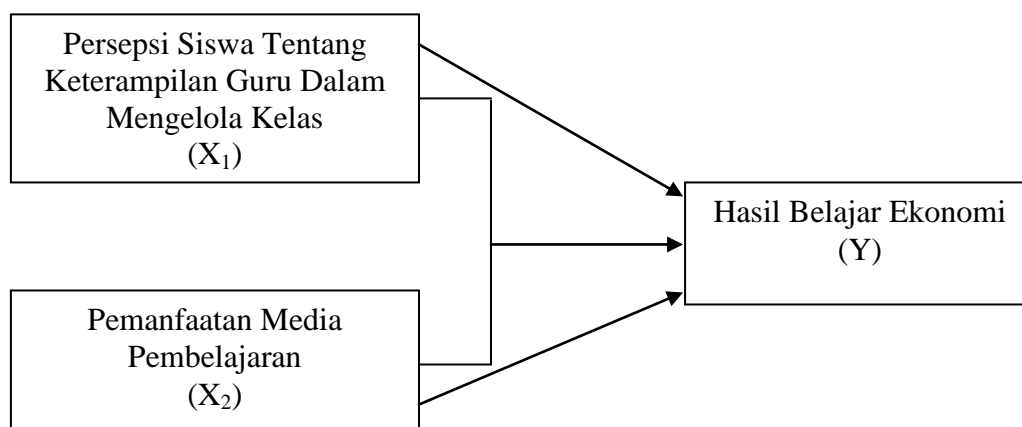 Persepsi Siswa Tentang
Keterampilan Guru Dalam
Mengelola Kelas
(X₁)
Hasil Belajar Ekonomi
(Y)
Pemanfaatan Media
Pembelajaran
(X₂)